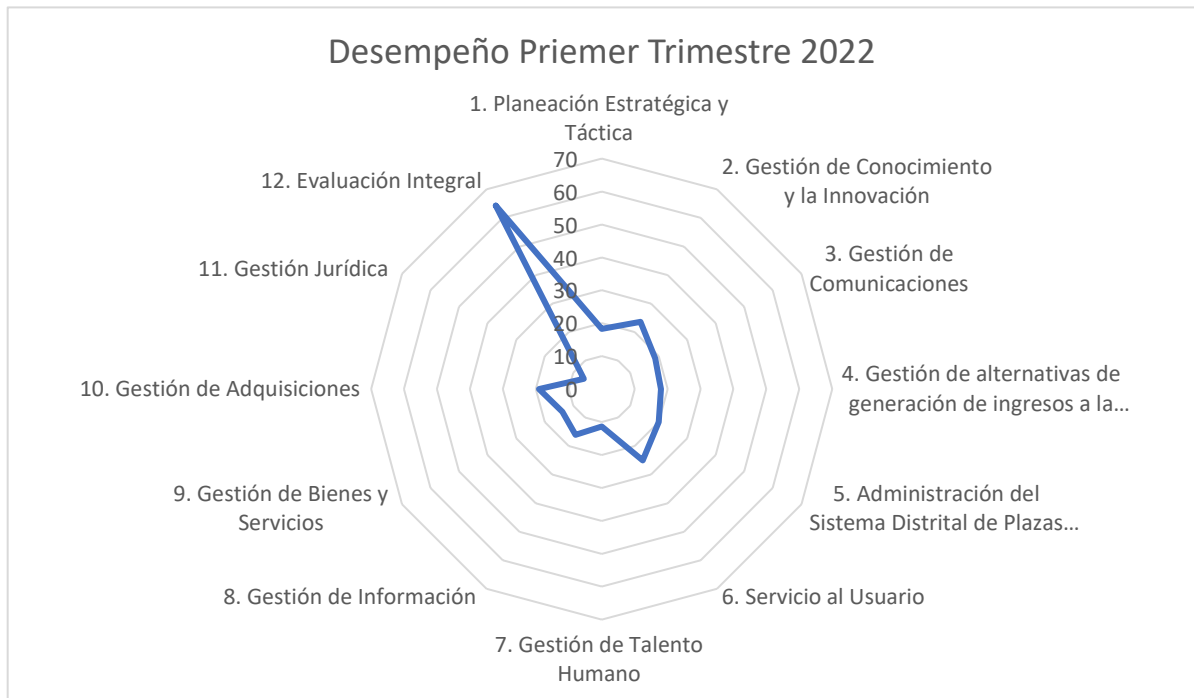 Desempeño Priemer Trimestre 2022
1. Planeación Estratégica y
Táctica
2. Gestión de Conocimiento
y la Innovación
3. Gestión de
Comunicaciones
4. Gestión de alternativas de
generación de ingresos a la...
5. Administración del
Sistema Distrital de Plazas...
6. Servicio al Usuario
7. Gestión de Talento
Humano
8. Gestión de Información
9. Gestión de Bienes y
Servicios
10. Gestión de Adquisiciones
11. Gestión Jurídica
12. Evaluación Integral
70
60
50
40
30
20
10
0